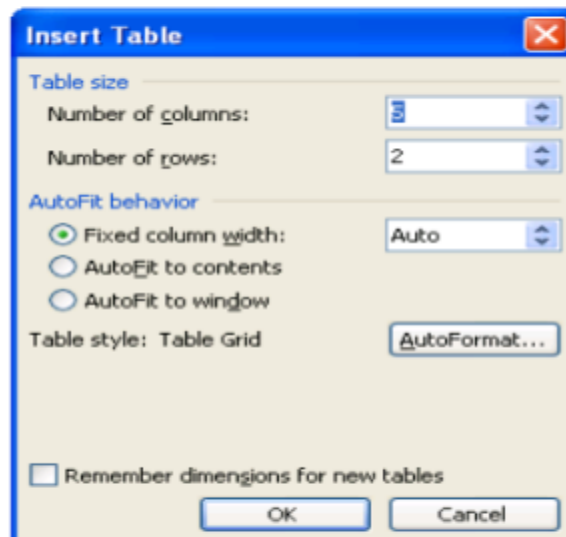 Insert Table
Table size
Number of columns: 5
Number of rows: 2
AutoFit behavior
Fixed column width: Auto
AutoFit to contents
AutoFit to window
Table style: Table Grid AutoFormat...
Remember dimensions for new tables
OK Cancel